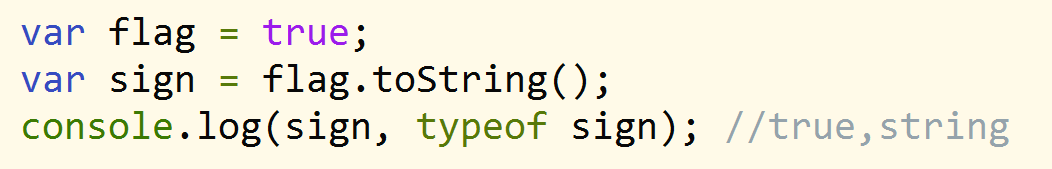 var flag = true;
var sign = flag.toString();
console.log(sign, typeof sign); //true,string